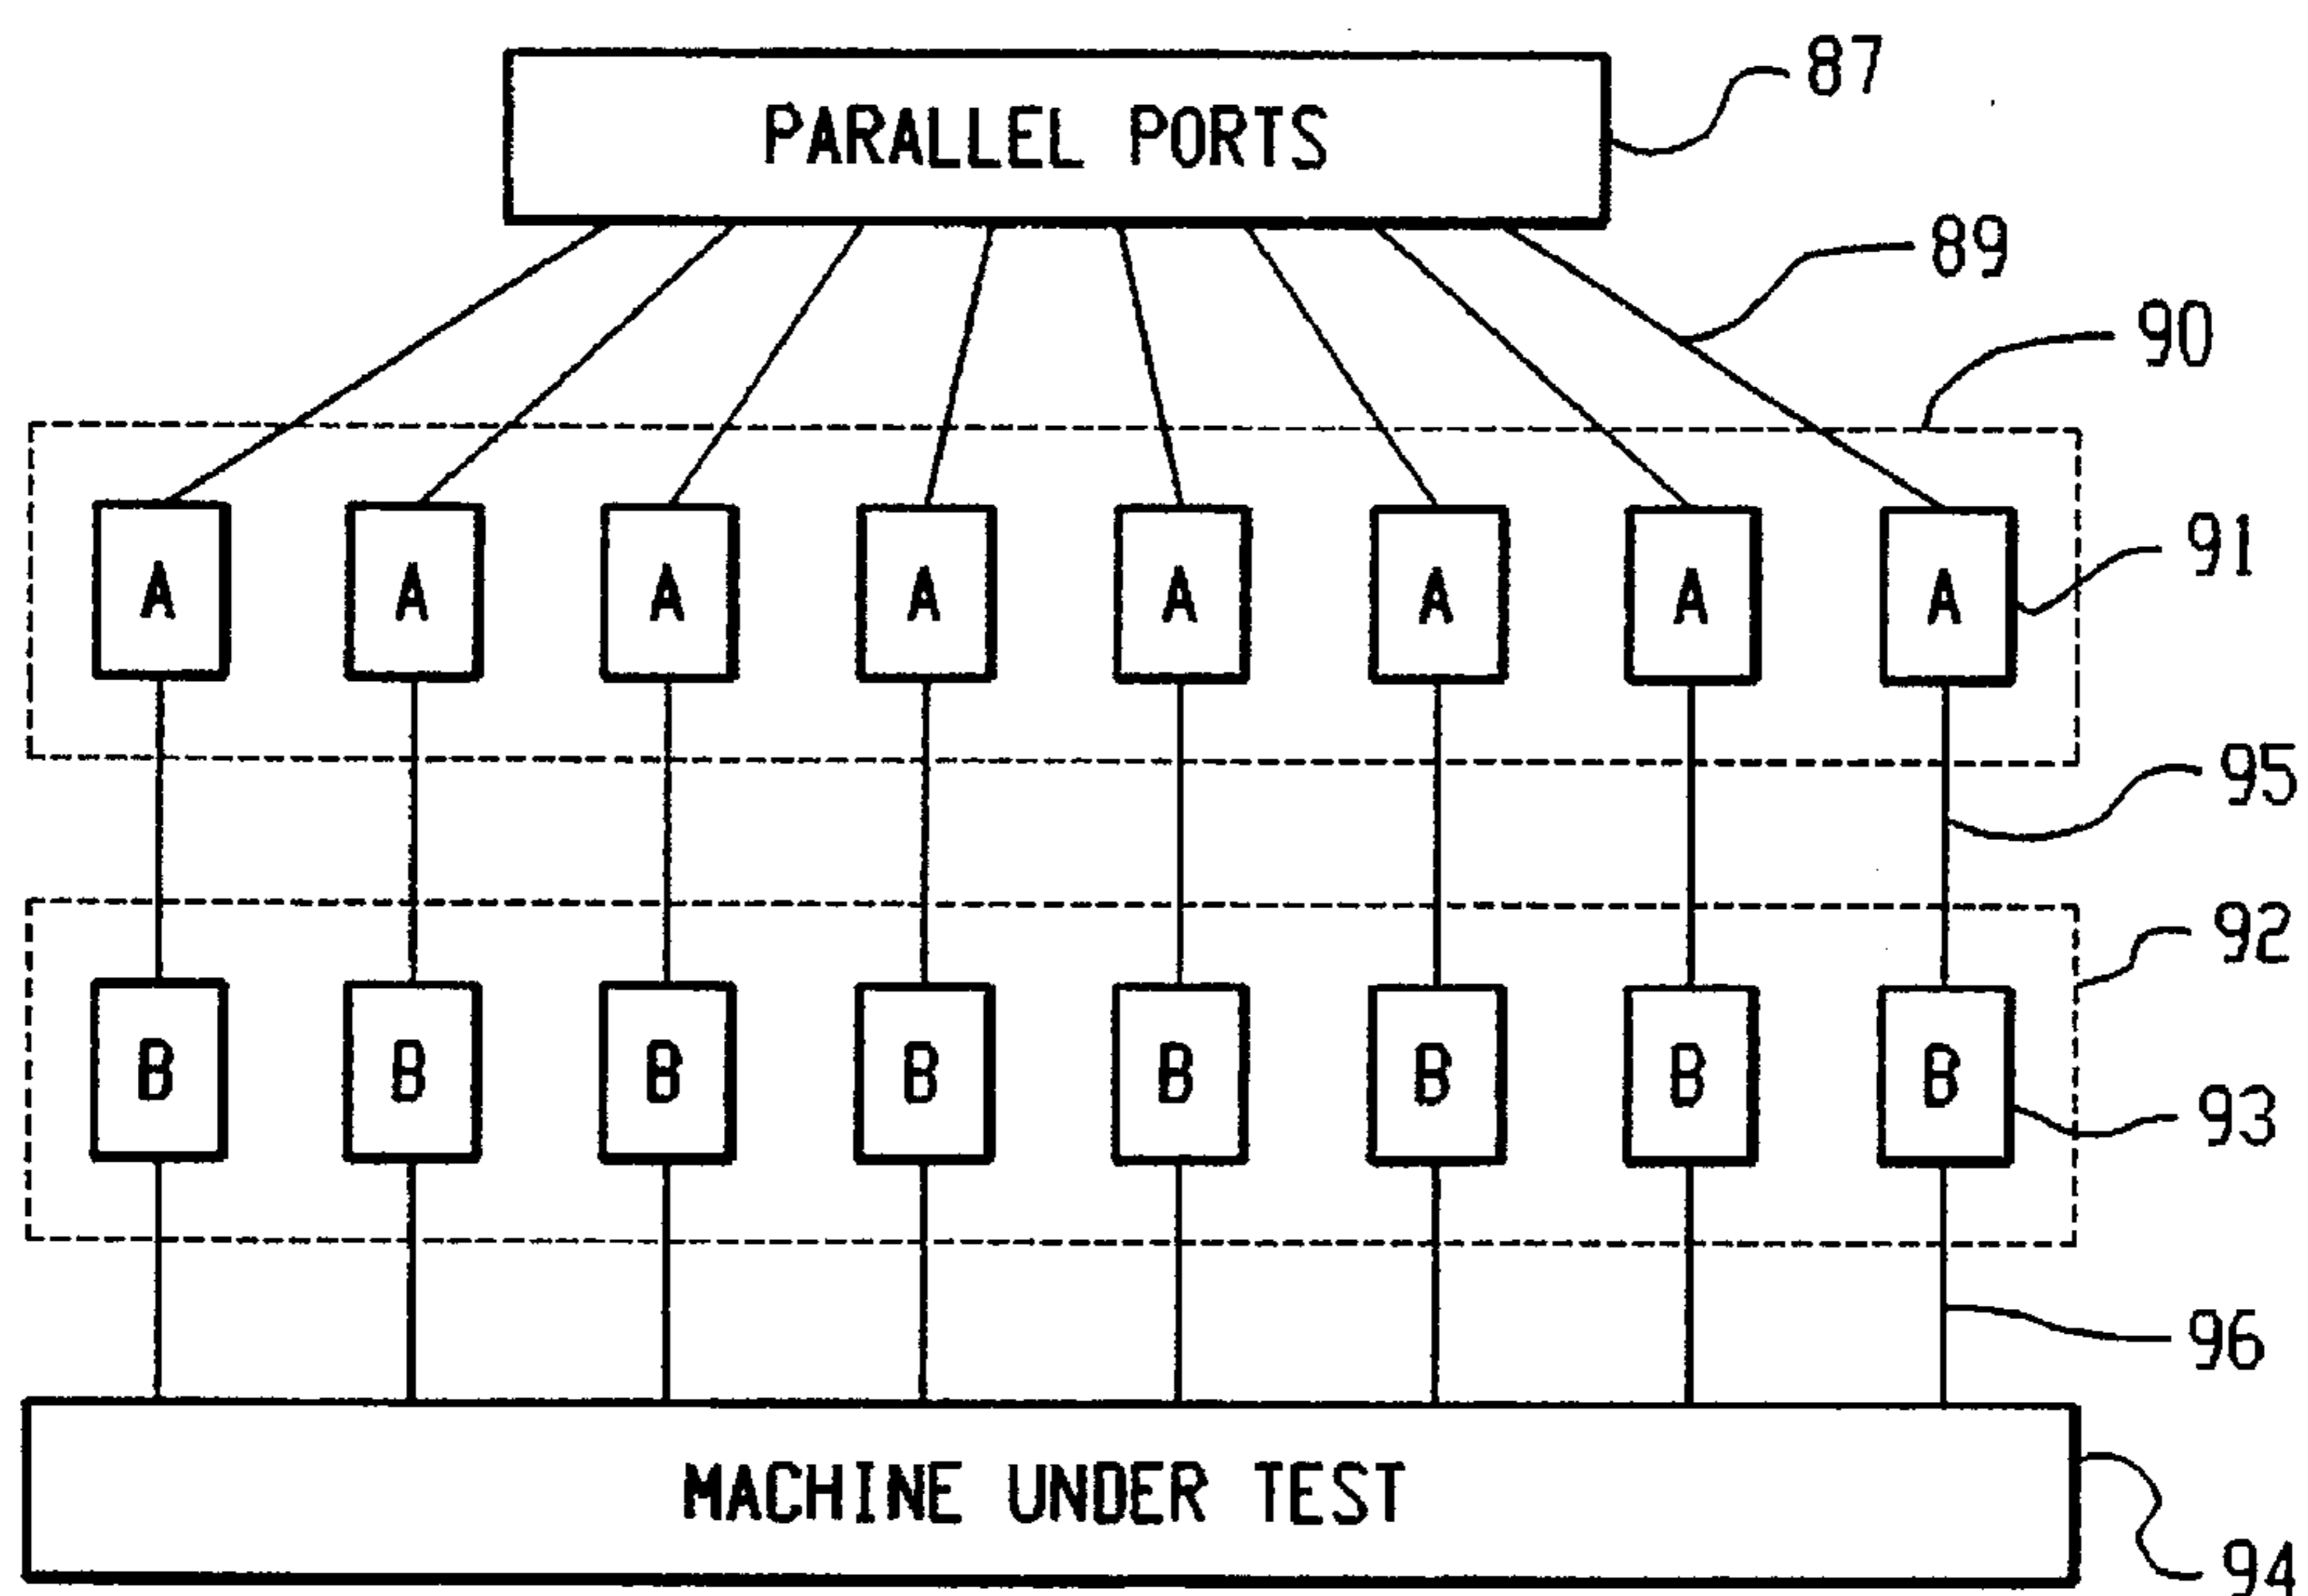 PARALLEL PORTS
87
89
90
A A A A A A A A
91
95
92
B B B B B B B B
93
96
MACHINE UNDER TEST
94